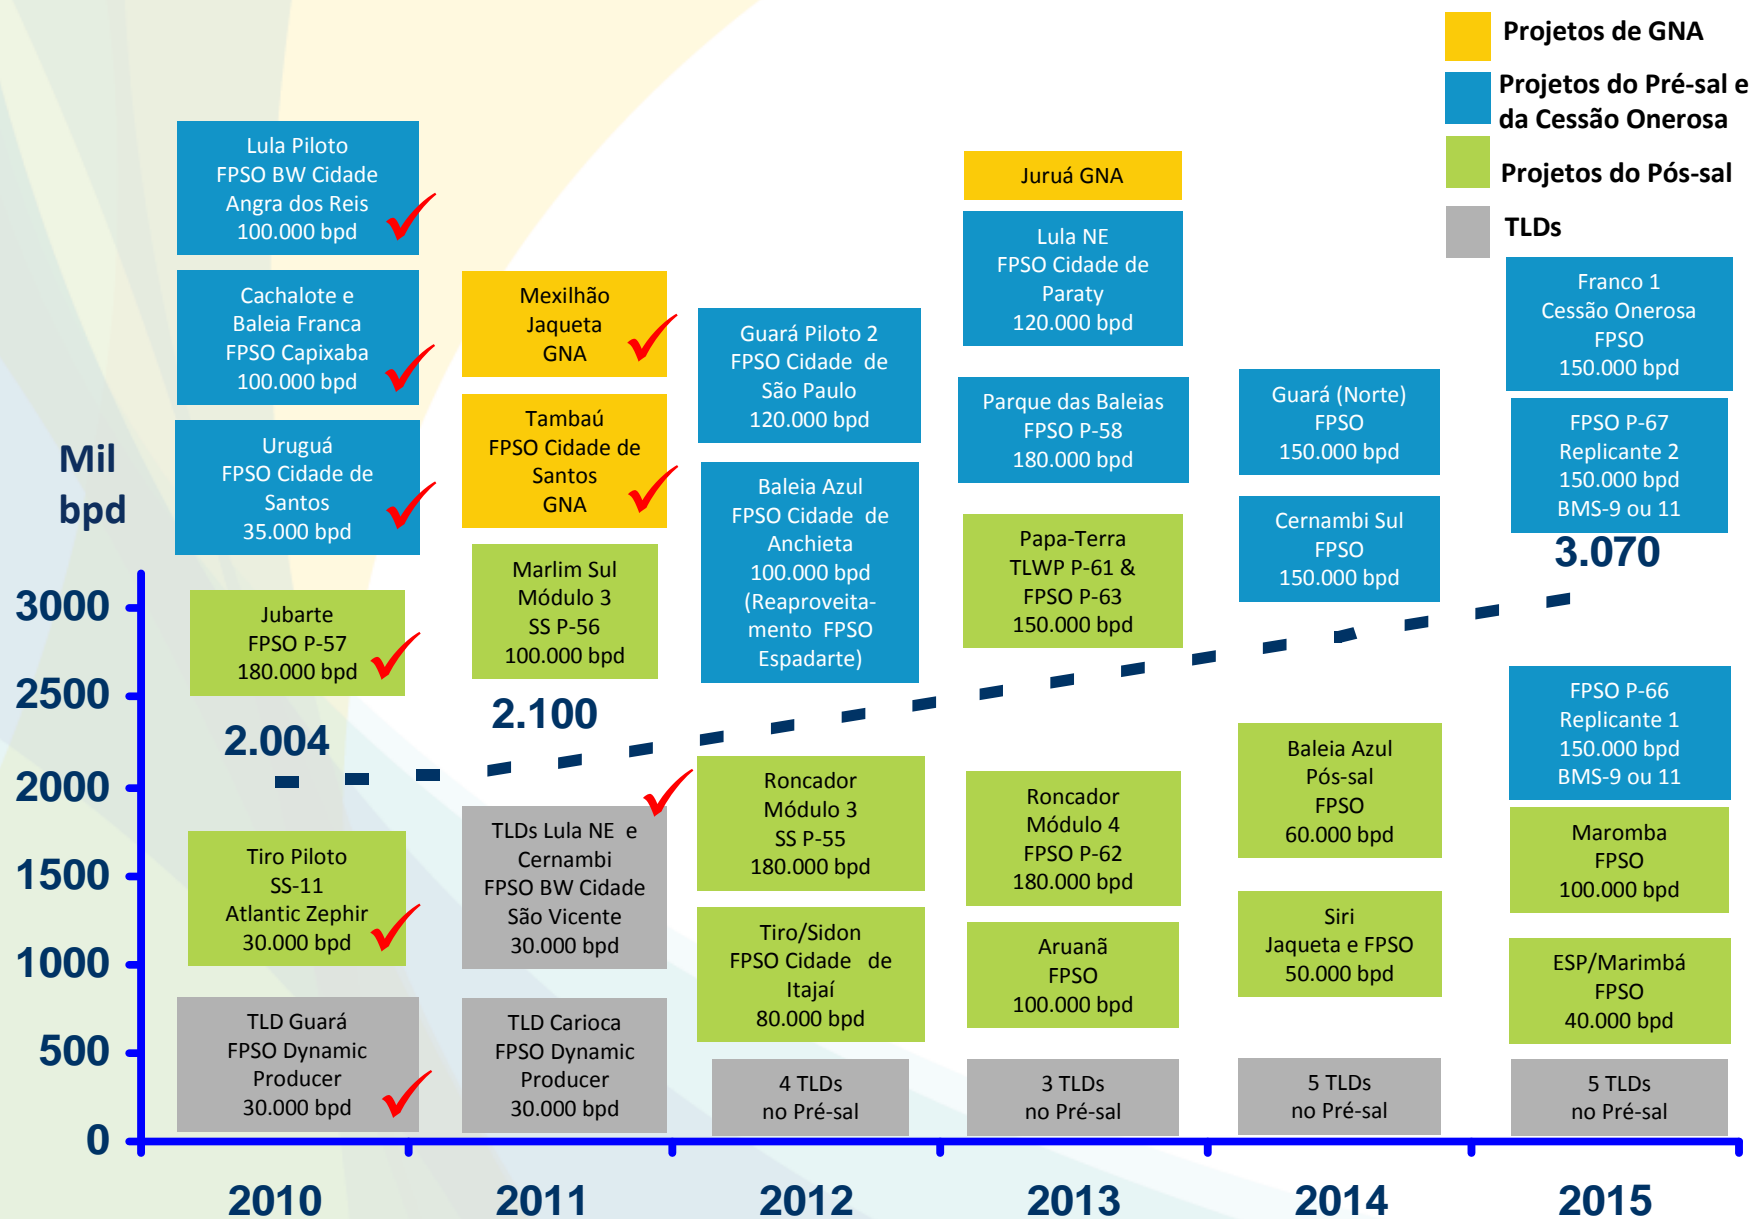 Projetos de GNA
Projetos do Pré-sal e
da Cessão Onerosa
Projetos do Pós-sal
TLDs
Mil
bpd
3000
2500
2000
1500
1000
500
0
Lula Piloto
FPSO BW Cidade
Angra dos Reis
100.000 bpd
Cachalote e
Baleia Franca
FPSO Capixaba
100.000 bpd
Uruguá
FPSO Cidade de
Santos
35.000 bpd
Jubarte
FPSO P-57
180.000 bpd
2.004
Tiro Piloto
SS-11
Atlantic Zephir
30.000 bpd
TLD Guará
FPSO Dynamic
Producer
30.000 bpd
Mexilhão
Jaqueta
GNA
Tambaú
FPSO Cidade de
Santos
GNA
Marlim Sul
Módulo 3
SS P-56
100.000 bpd
2.100
TLDs Lula NE e
Cernambi
FPSO BW Cidade
São Vicente
30.000 bpd
TLD Carioca
FPSO Dynamic
Producer
30.000 bpd
Guará Piloto 2
FPSO Cidade de
São Paulo
120.000 bpd
Baleia Azul
FPSO Cidade de
Anchieta
100.000 bpd
(Reaproveita-
mento FPSO
Espadarte)
Roncador
Módulo 3
SS P-55
180.000 bpd
Tiro/Sidon
FPSO Cidade de
Itajaí
80.000 bpd
4 TLDs
no Pré-sal
Juruá GNA
Lula NE
FPSO Cidade de
Paraty
120.000 bpd
Parque das Baleias
FPSO P-58
180.000 bpd
Papa-Terra
TLWP P-61 &
FPSO P-63
150.000 bpd
Roncador
Módulo 4
FPSO P-62
180.000 bpd
Aruanã
FPSO
100.000 bpd
3 TLDs
no Pré-sal
Guará (Norte)
FPSO
150.000 bpd
Cernambi Sul
FPSO
150.000 bpd
Baleia Azul
Pós-sal
FPSO
60.000 bpd
Siri
Jaqueta e FPSO
50.000 bpd
5 TLDs
no Pré-sal
Franco 1
Cessão Onerosa
FPSO
150.000 bpd
FPSO P-67
Replicante 2
150.000 bpd
BMS-9 ou 11
3.070
FPSO P-66
Replicante 1
150.000 bpd
BMS-9 ou 11
Maromba
FPSO
100.000 bpd
ESP/Marimbá
FPSO
40.000 bpd
5 TLDs
no Pré-sal
2010
2011
2012
2013
2014
2015